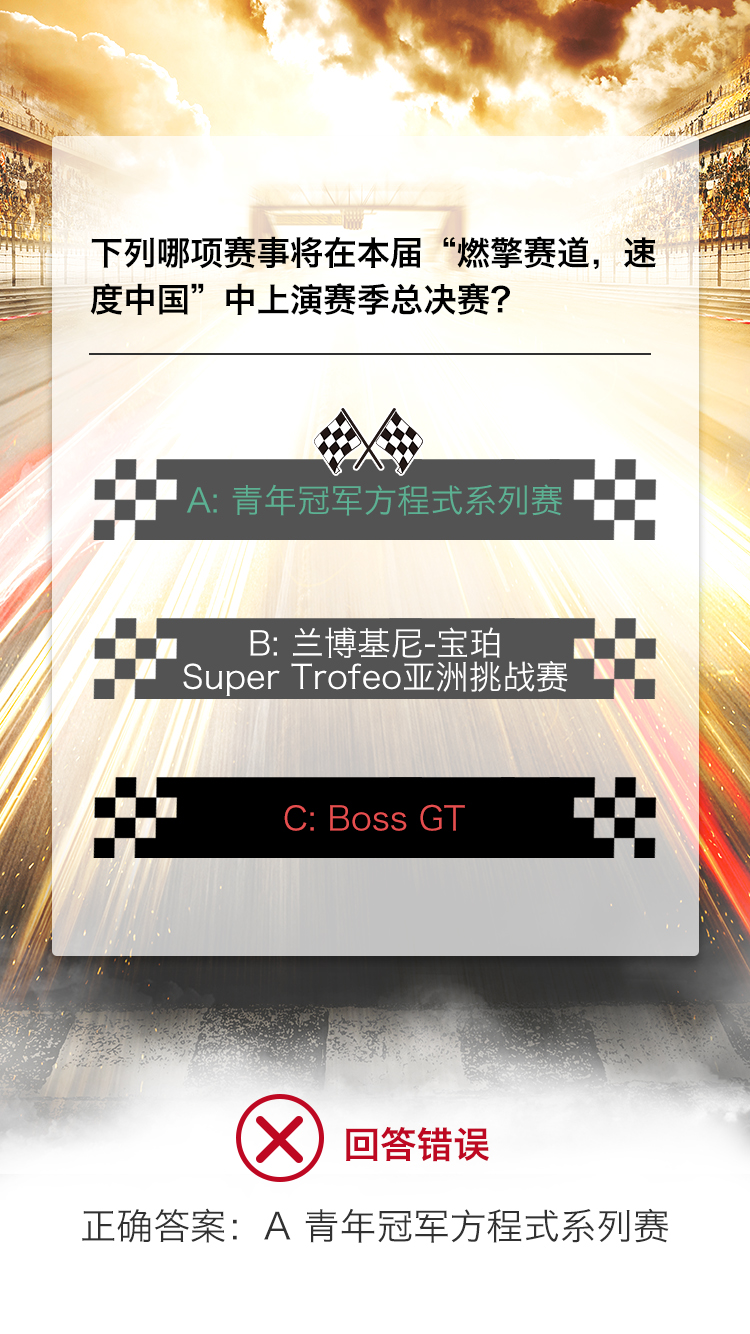 下列哪项赛事将在本届“燃擎赛道，速
度中国”中上演赛季总决赛？
A: 青年冠军方程式系列赛
B: 兰博基尼-宝珀
Super Trofeo亚洲挑战赛
C: Boss GT
回答错误
正确答案：A 青年冠军方程式系列赛